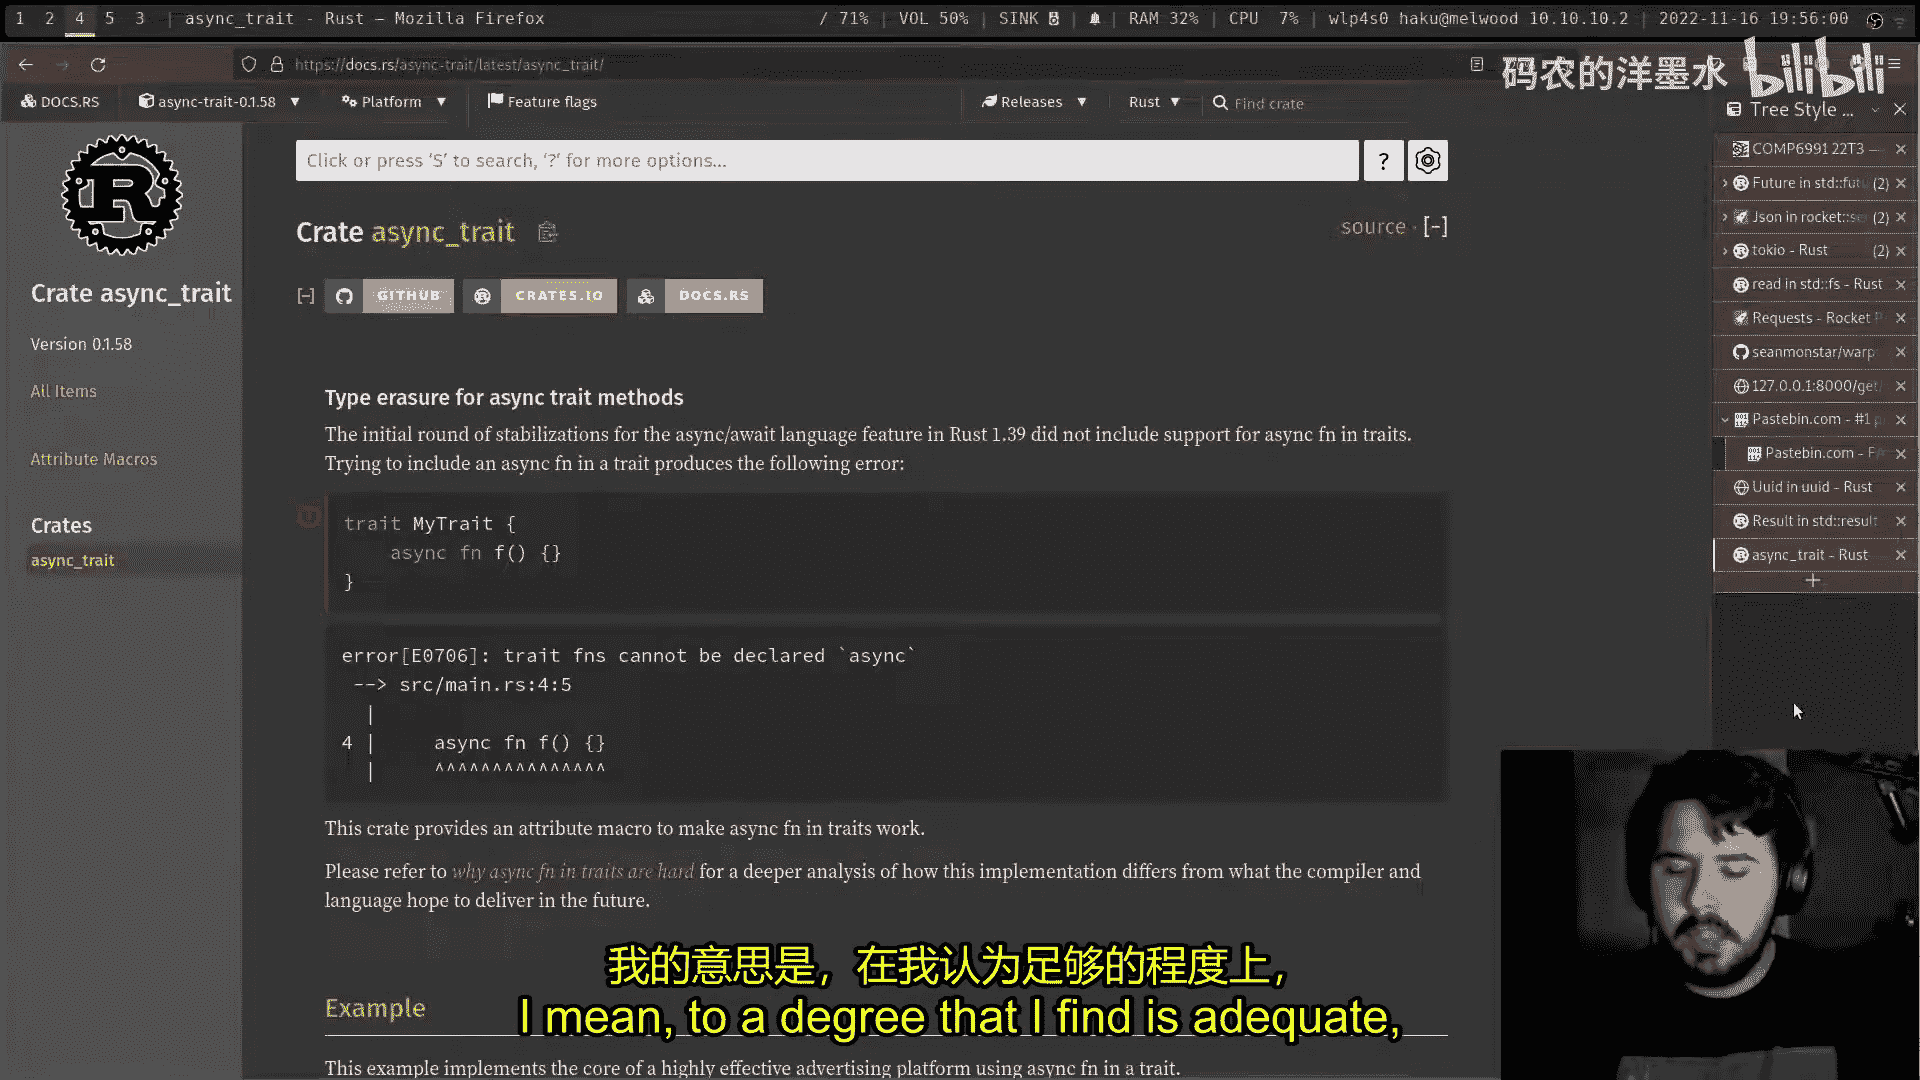 1 2 4 5 3 | async_trait - Rust — Mozilla Firefox
/ 71% | VOL 50% | SINK | | RAM 32% | CPU 7% | wlp4s0 haku@melwood 10.10.10.2 | 2022-11-16 19:56:00
https://docs.rs/async-trait/latest/async_trait/
码农的洋墨水 bilibili
DOCS.RS async-trait-0.1.58 Platform Feature flags Releases Rust Find crate
Tree Style ...
Click or press ‘S’ to search, ‘?’ for more options...
?
COMP6991 22T3 —
Future in std::futu (2)
Json in rocket::se (2)
tokio - Rust (2)
read in std::fs - Rust
Requests - Rocket P
seanmonstar/warp
127.0.0.1:8000/get/
Pastebin.com - #1 p
Pastebin.com - FA
Uuid in uuid - Rust
Result in std::result
async_trait - Rust
Crate async_trait
Version 0.1.58
All Items
Attribute Macros
Crates
async_trait
Crate async_trait
source · [−]
[−] GITHUB CRATES.IO DOCS.RS
Type erasure for async trait methods
The initial round of stabilizations for the async/await language feature in Rust 1.39 did not include support for async fn in traits.
Trying to include an async fn in a trait produces the following error:
trait MyTrait {
async fn f() {}
}
error[E0706]: trait fns cannot be declared `async`
--> src/main.rs:4:5
|
4 | async fn f() {}
| ^^^^^^^^^^^^^^^
This crate provides an attribute macro to make async fn in traits work.
Please refer to why async fn in traits are hard for a deeper analysis of how this implementation differs from what the compiler and
language hope to deliver in the future.
Example
This example implements the core of a highly effective advertising platform using async fn in a trait.
我的意思是，在我认为足够的程度上，
I mean, to a degree that I find is adequate,